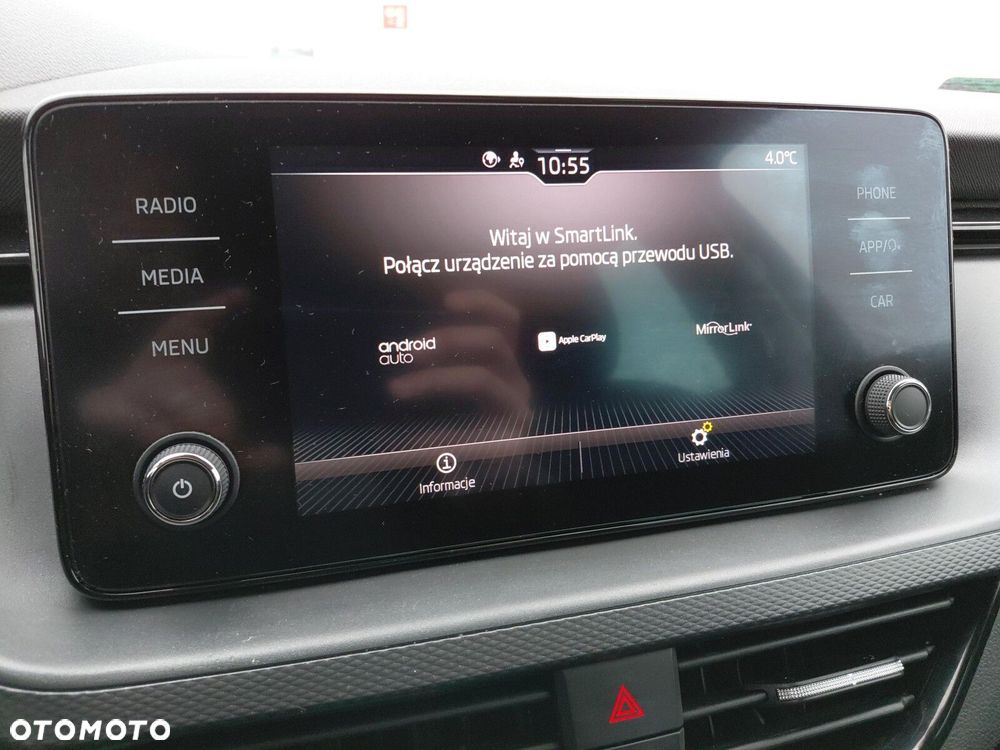 10:55
4.0°C
RADIO
MEDIA
MENU
Witaj w SmartLink.
Połącz urządzenie za pomocą przewodu USB.
android
auto
Apple CarPlay
MirrorLink
Informacje
Ustawienia
PHONE
APP/
CAR
OTOMOTO